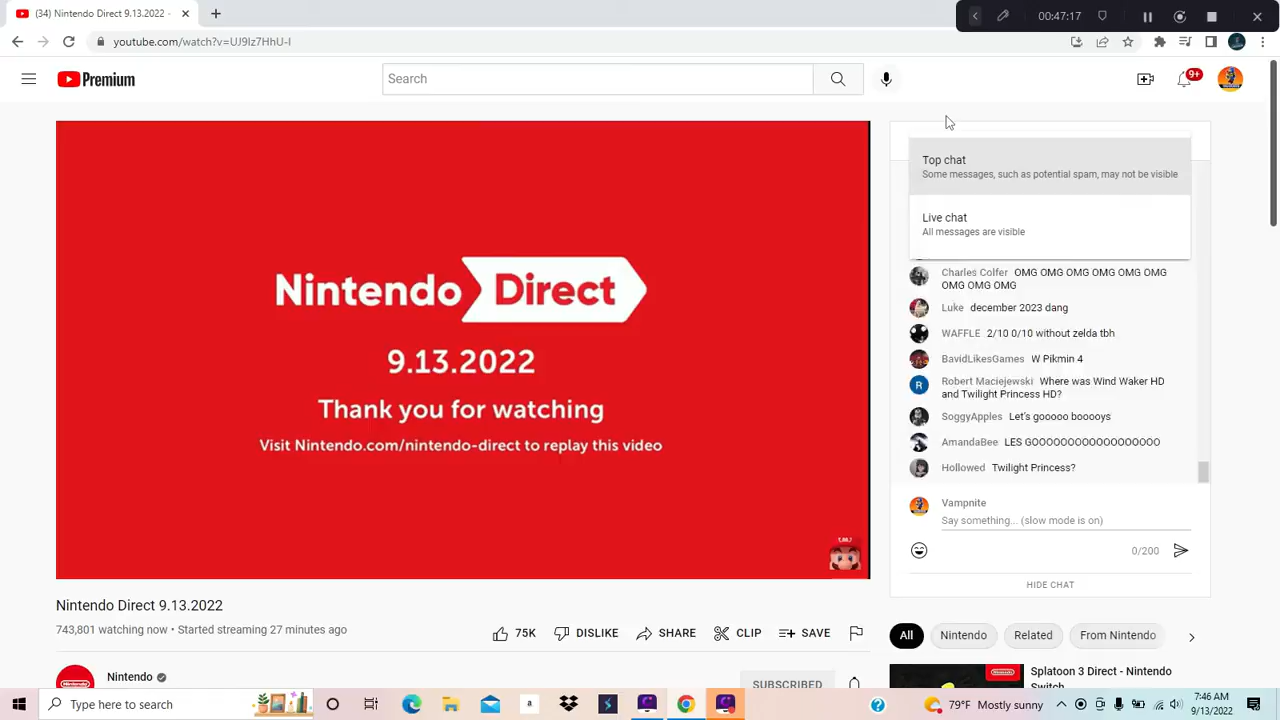 (34) Nintendo Direct 9.13.2022 -
00:47:17
youtube.com/watch?v=UJ9Iz7HhU-I
Premium
Search
9+
Nintendo Direct
9.13.2022
Thank you for watching
Visit Nintendo.com/nintendo-direct to replay this video
Top chat
Some messages, such as potential spam, may not be visible
Live chat
All messages are visible
Charles Colfer OMG OMG OMG OMG OMG OMG
OMG OMG OMG
Luke december 2023 dang
WAFFLE 2/10 0/10 without zelda tbh
BavidLikesGames W Pikmin 4
Robert Maciejewski Where was Wind Waker HD
and Twilight Princess HD?
R
SoggyApples Let's gooooo booooys
AmandaBee LES GOOOOOOOOOOOOOOOOOO
Hollowed Twilight Princess?
Vampnite
Say something... (slow mode is on)
0/200
HIDE CHAT
Nintendo Direct 9.13.2022
743,801 watching now • Started streaming 27 minutes ago
75K DISLIKE SHARE CLIP SAVE
All Nintendo Related From Nintendo
Nintendo
SUBSCRIBED
Splatoon 3 Direct - Nintendo
Switch
Type here to search
a
79°F Mostly sunny
7:46 AM
9/13/2022